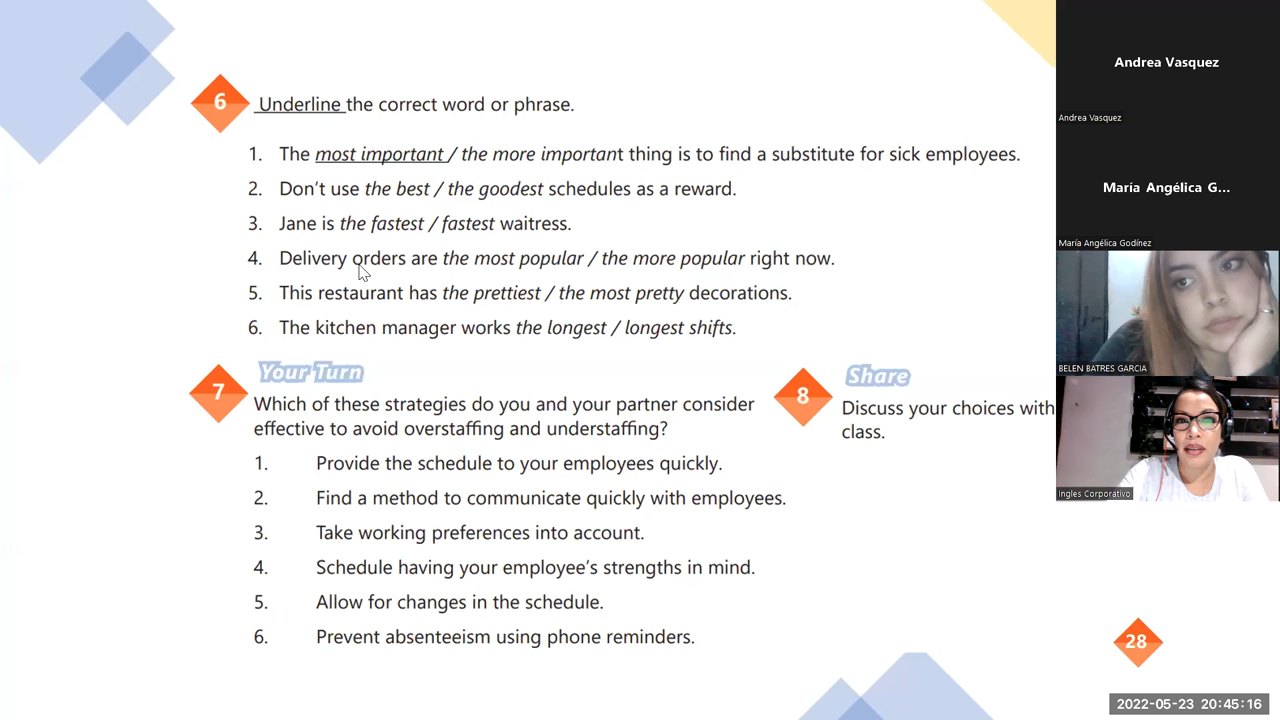 6
Underline the correct word or phrase.
1. The most important / the more important thing is to find a substitute for sick employees.
2. Don't use the best / the goodest schedules as a reward.
3. Jane is the fastest / fastest waitress.
4. Delivery orders are the most popular / the more popular right now.
5. This restaurant has the prettiest / the most pretty decorations.
6. The kitchen manager works the longest / longest shifts.
7
Your Turn
Which of these strategies do you and your partner consider
effective to avoid overstaffing and understaffing?
1. Provide the schedule to your employees quickly.
2. Find a method to communicate quickly with employees.
3. Take working preferences into account.
4. Schedule having your employee's strengths in mind.
5. Allow for changes in the schedule.
6. Prevent absenteeism using phone reminders.
8
Share
Discuss your choices with
class.
28
Andrea Vasquez
Andrea Vasquez
María Angélica G...
María Angélica Godínez
BELEN BATRES GARCIA
Ingles Corporativo
2022-05-23 20:45:16